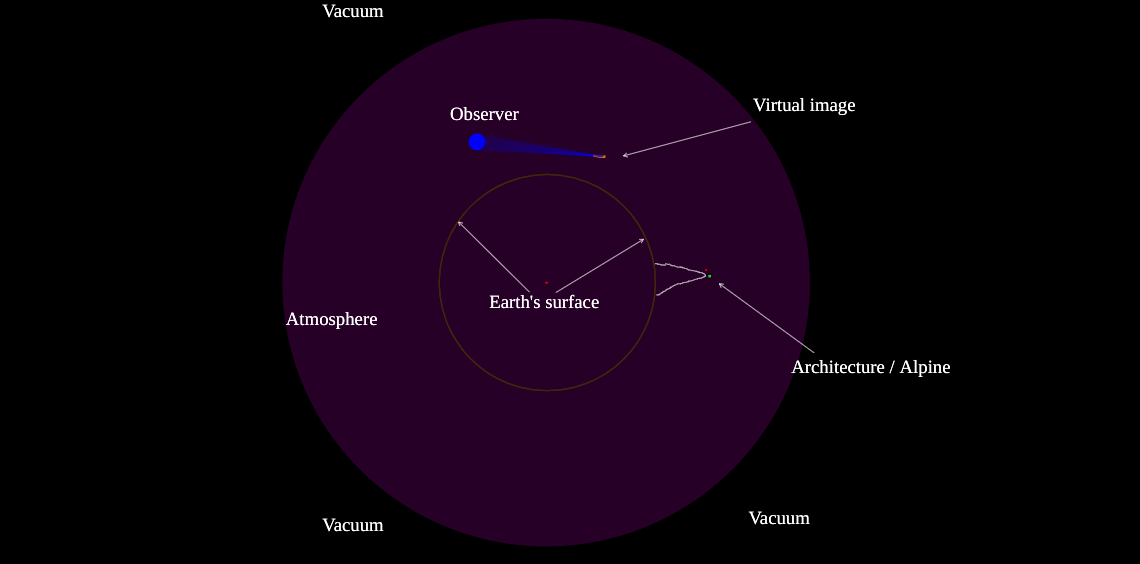 Vacuum
Virtual image
Observer
Earth's surface
Atmosphere
Architecture / Alpine
Vacuum
Vacuum